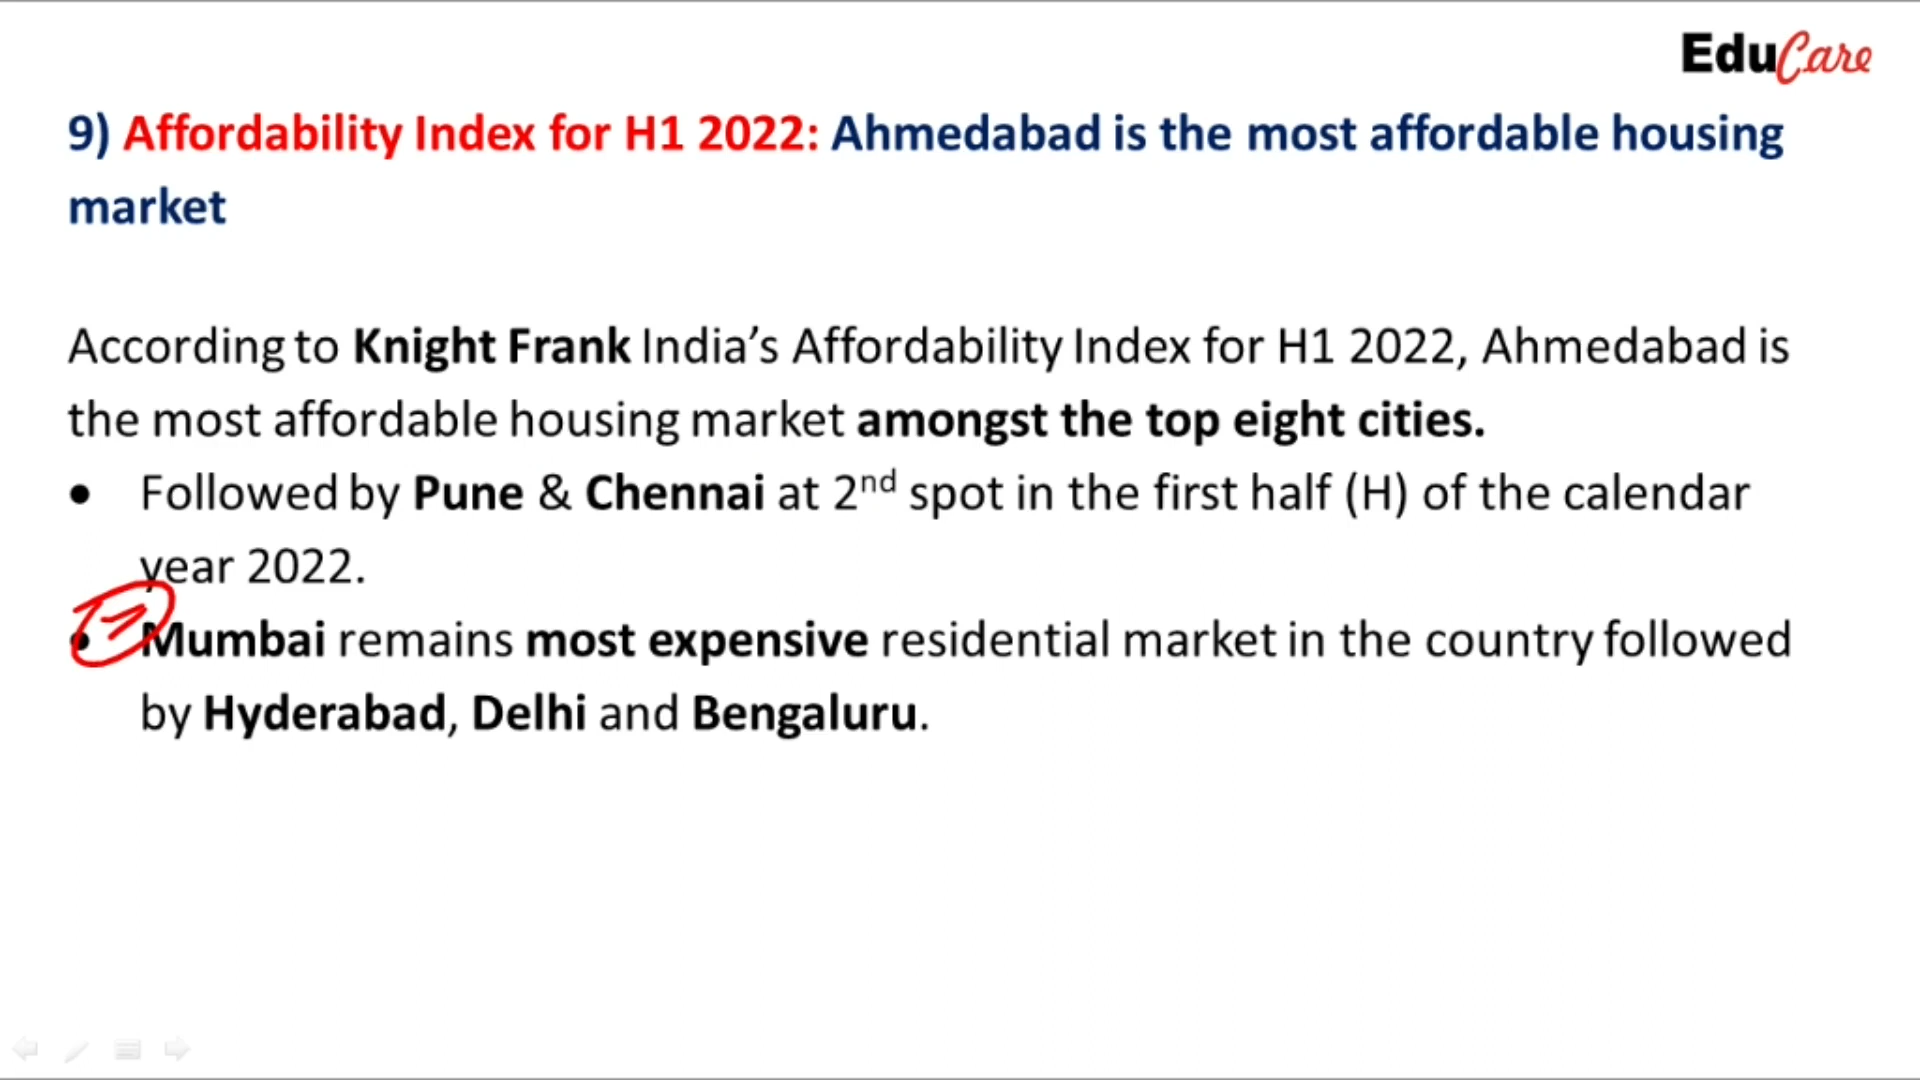 EduCare
9) Affordability Index for H1 2022: Ahmedabad is the most affordable housing
market
According to Knight Frank India’s Affordability Index for H1 2022, Ahmedabad is
the most affordable housing market amongst the top eight cities.
• Followed by Pune & Chennai at 2nd spot in the first half (H) of the calendar
year 2022.
• Mumbai remains most expensive residential market in the country followed
by Hyderabad, Delhi and Bengaluru.